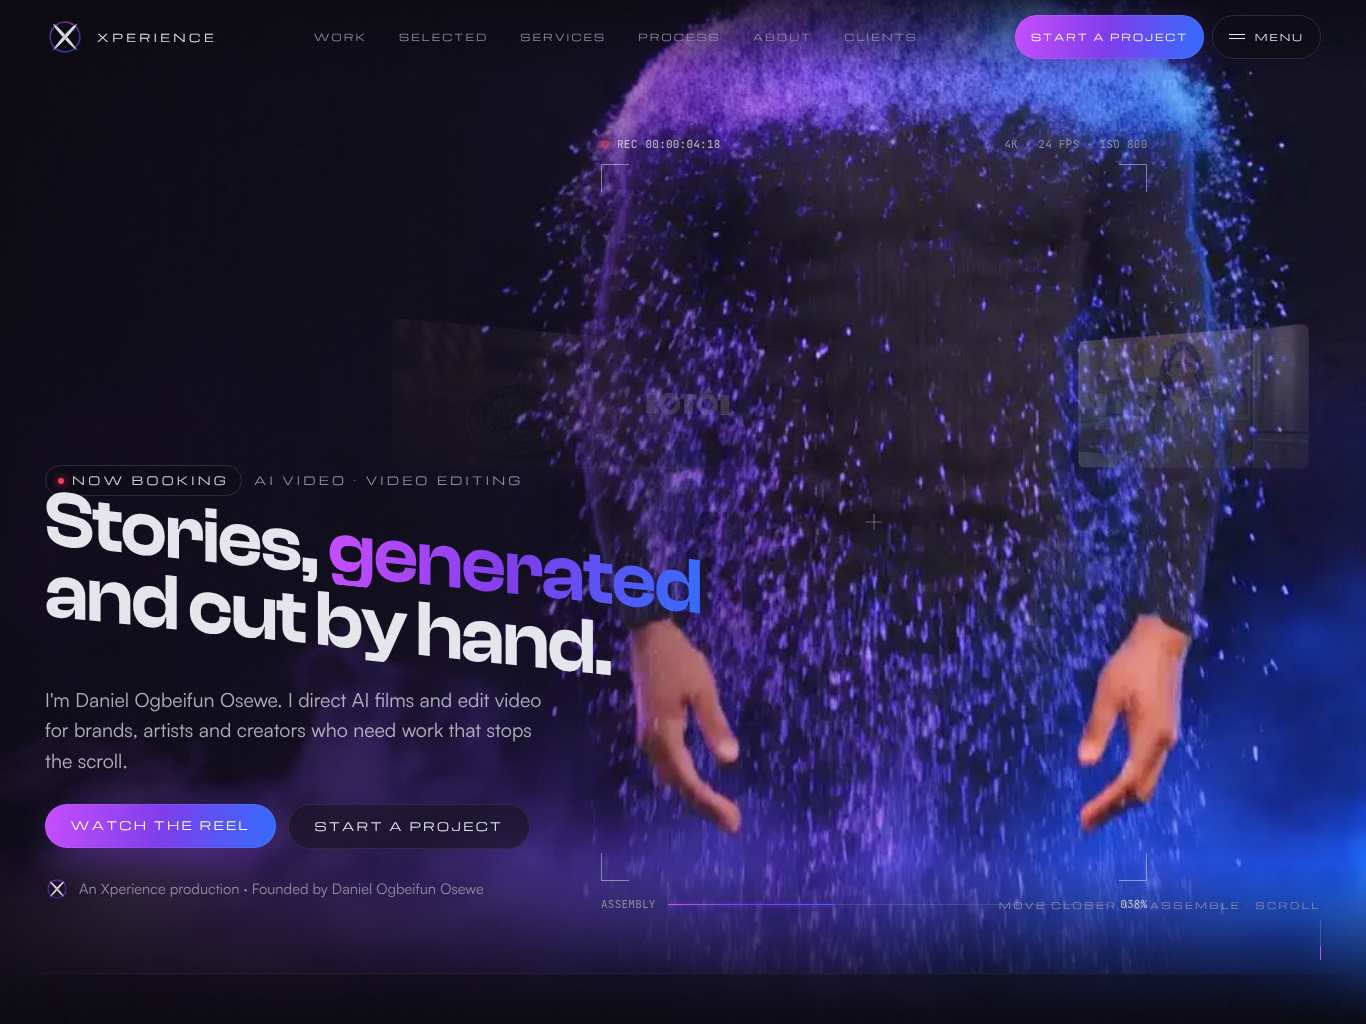 XPERIENCE
WORK SELECTED SERVICES PROCESS ABOUT CLIENTS
START A PROJECT
MENU
REC 00:00:04:18
4K · 24 FPS · ISO 800
NOW BOOKING
AI VIDEO · VIDEO EDITING
Stories, generated
and cut by hand.
I'm Daniel Ogbeifun Osewe. I direct AI films and edit video
for brands, artists and creators who need work that stops
the scroll.
WATCH THE REEL
START A PROJECT
An Xperience production · Founded by Daniel Ogbeifun Osewe
ASSEMBLY
038%
MOVE CLOSER
ASSEMBLE · SCROLL